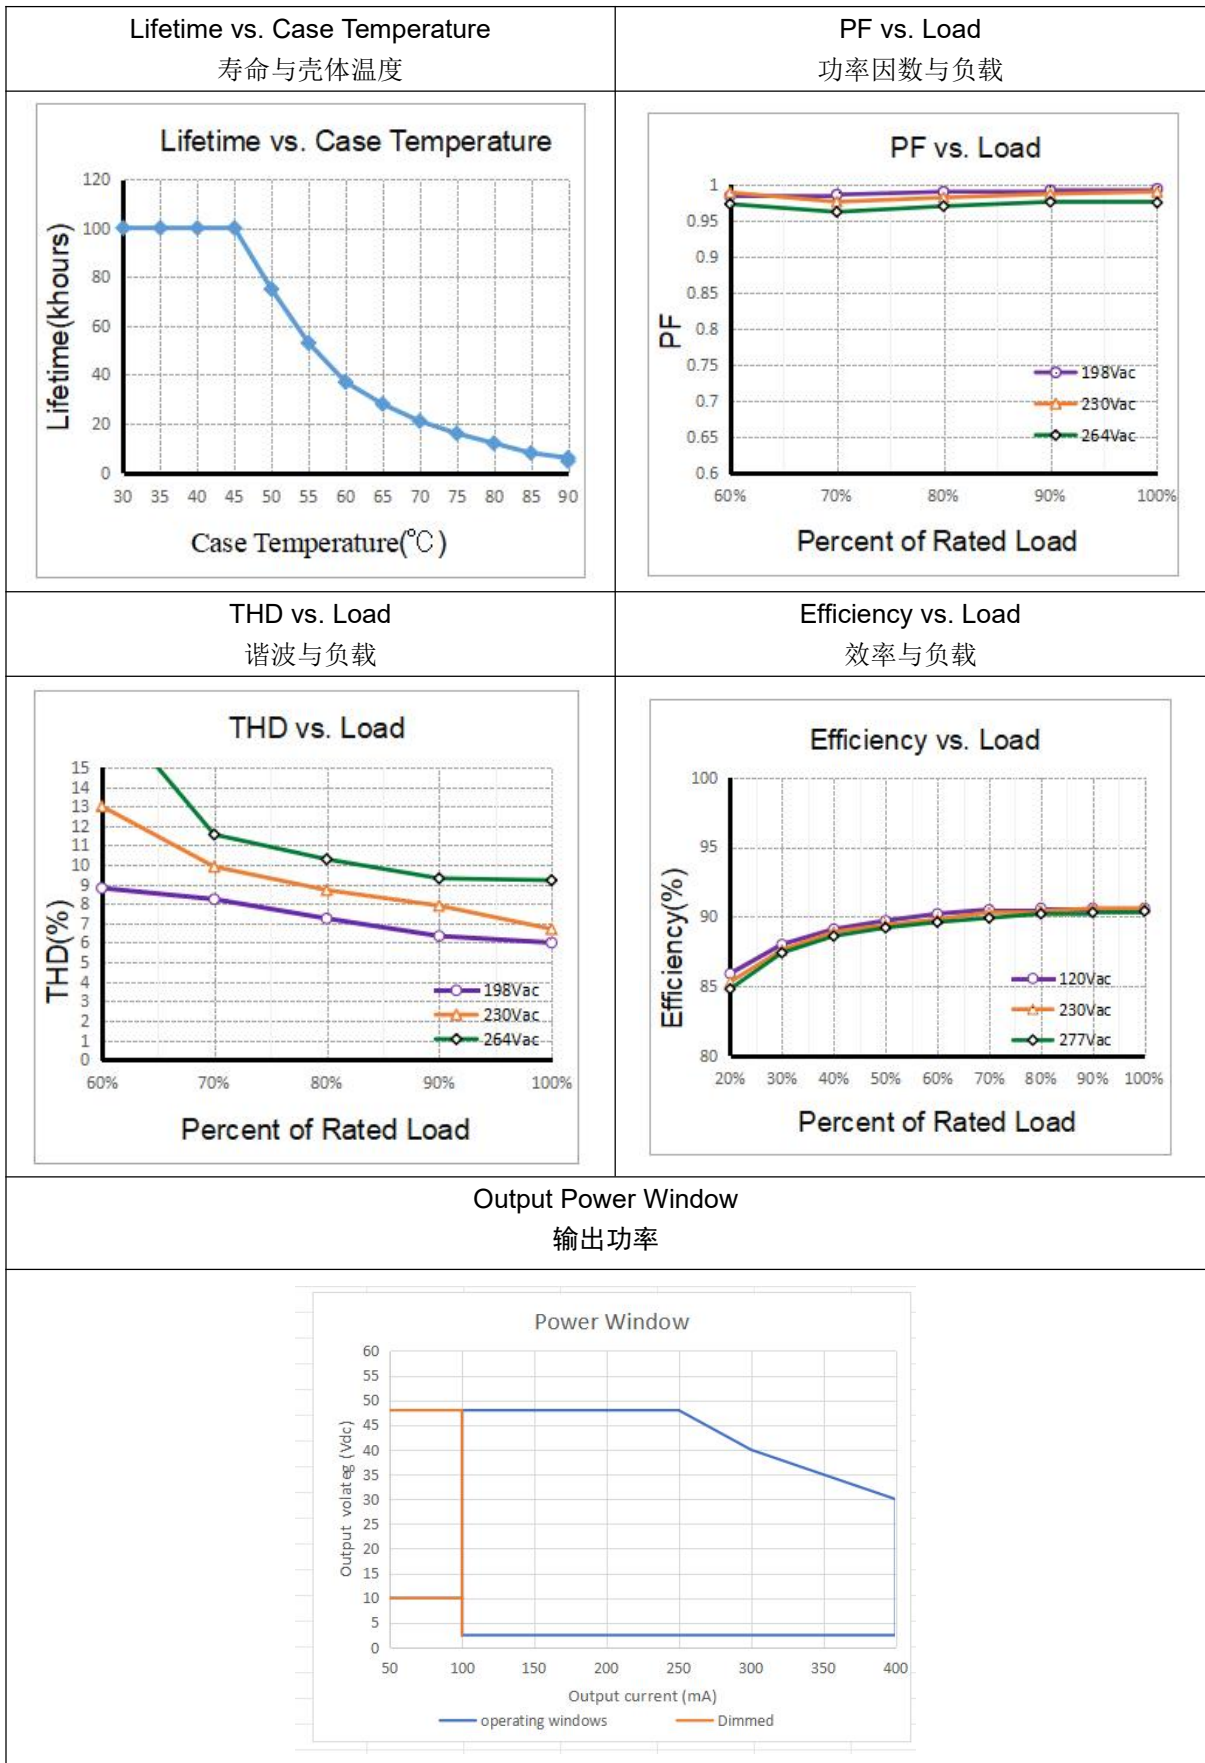 Lifetime vs. Case Temperature
寿命与壳体温度
PF vs. Load
功率因数与负载
Lifetime vs. Case Temperature
120
100
80
60
40
20
0
Lifetime(khours)
30 35 40 45 50 55 60 65 70 75 80 85 90
Case Temperature(℃)
PF vs. Load
1
0.95
0.9
0.85
0.8
0.75
0.7
0.65
0.6
PF
198Vac
230Vac
264Vac
60% 70% 80% 90% 100%
Percent of Rated Load
THD vs. Load
谐波与负载
Efficiency vs. Load
效率与负载
THD vs. Load
15
14
13
12
11
10
9
8
7
6
5
4
3
2
1
0
THD(%)
198Vac
230Vac
264Vac
60% 70% 80% 90% 100%
Percent of Rated Load
Efficiency vs. Load
100
95
90
85
80
Efficiency(%)
120Vac
230Vac
277Vac
20% 30% 40% 50% 60% 70% 80% 90% 100%
Percent of Rated Load
Output Power Window
输出功率
Power Window
60
55
50
45
40
35
30
25
20
15
10
5
0
Output volateg (Vdc)
50 100 150 200 250 300 350 400
Output current (mA)
operating windows Dimmed